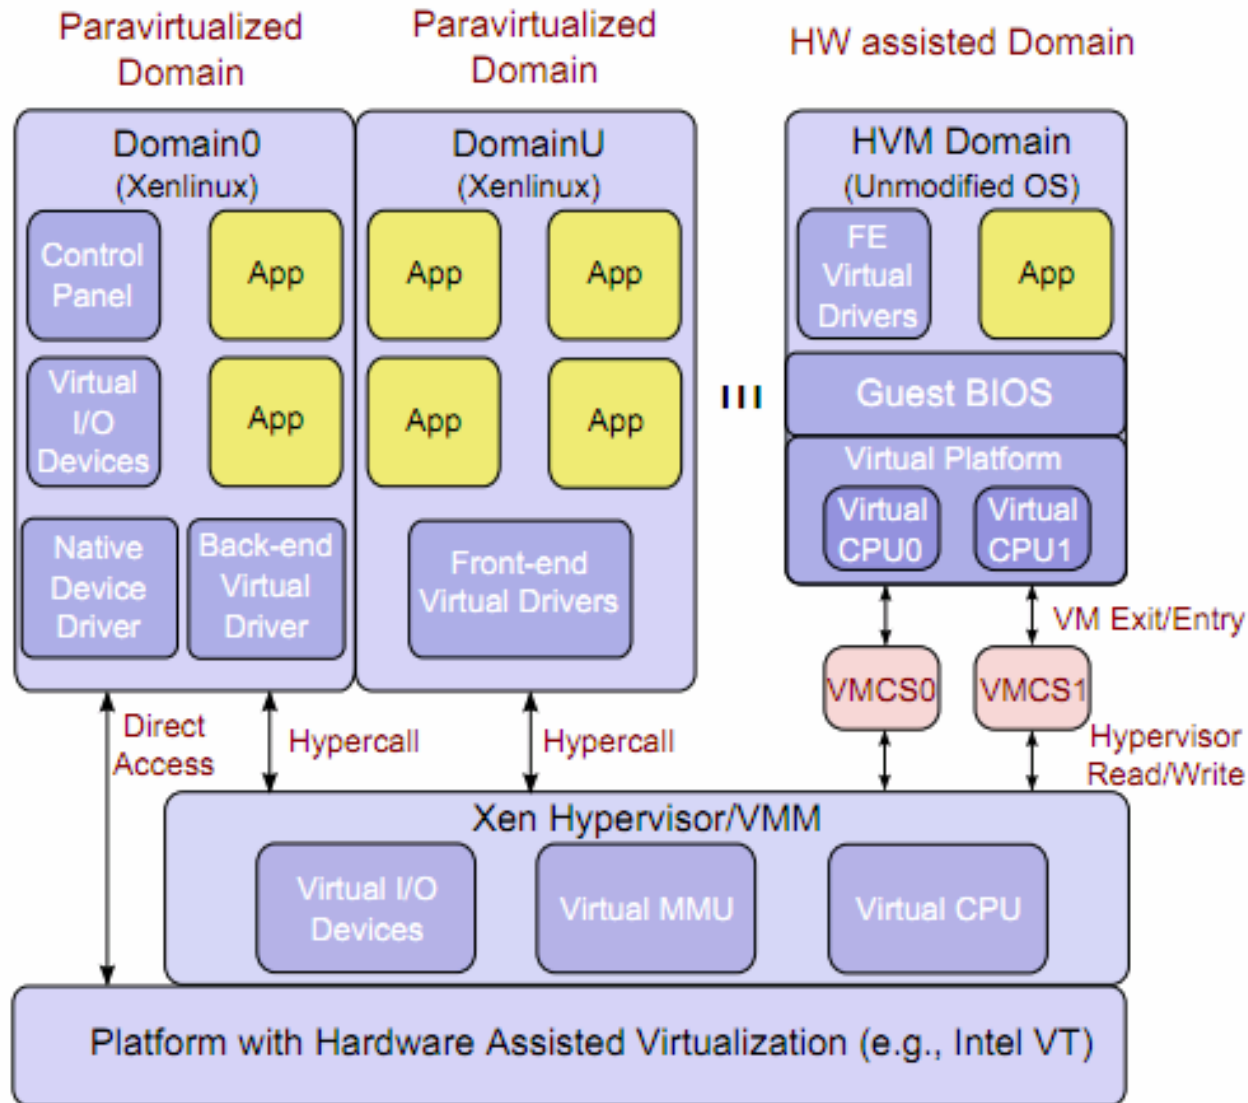 Paravirtualized
Domain
Paravirtualized
Domain
HW assisted Domain
Domain0
(Xenlinux)
Control
Panel
App
Virtual
I/O
Devices
App
Native
Device
Driver
Back-end
Virtual
Driver
DomainU
(Xenlinux)
App
App
App
App
Front-end
Virtual Drivers
HVM Domain
(Unmodified OS)
FE
Virtual
Drivers
App
Guest BIOS
Virtual Platform
Virtual
CPU0
Virtual
CPU1
VM Exit/Entry
VMCS0
VMCS1
Direct
Access
Hypercall
Hypercall
Hypervisor
Read/Write
Xen Hypervisor/VMM
Virtual I/O
Devices
Virtual MMU
Virtual CPU
Platform with Hardware Assisted Virtualization (e.g., Intel VT)